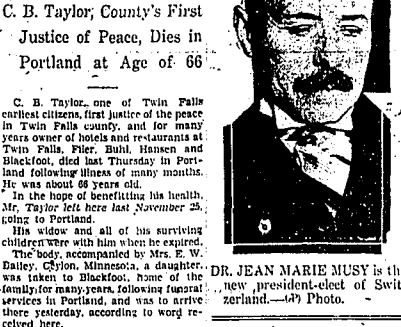 C. B. Taylor, County's First
Justice of Peace, Dies in
Portland at Age of 66
C. B. Taylor, one of Twin Falls
earliest citizens, first justice of the peace
in Twin Falls county, and for many
years owner of hotels and restaurants at
Twin Falls, Filer, Buhl, Hansen and
Blackfoot, died last Thursday in Port-
land following illness of many months.
He was about 66 years old.
In the hope of benefitting his health,
Mr, Taylor left here last November 25,
going to Portland.
His widow and all of his surviving
children were with him when he expired.
The body, accompanied by Mrs. E. W.
Dailey, Ceylon, Minnesota, a daughter,
was taken to Blackfoot, home of the
family for many years, following funeral
services in Portland, and was to arrive
there yesterday, according to word re-
ceived here.
DR. JEAN MARIE MUSY is th
new president-elect of Swit
zerland.—(P) Photo.